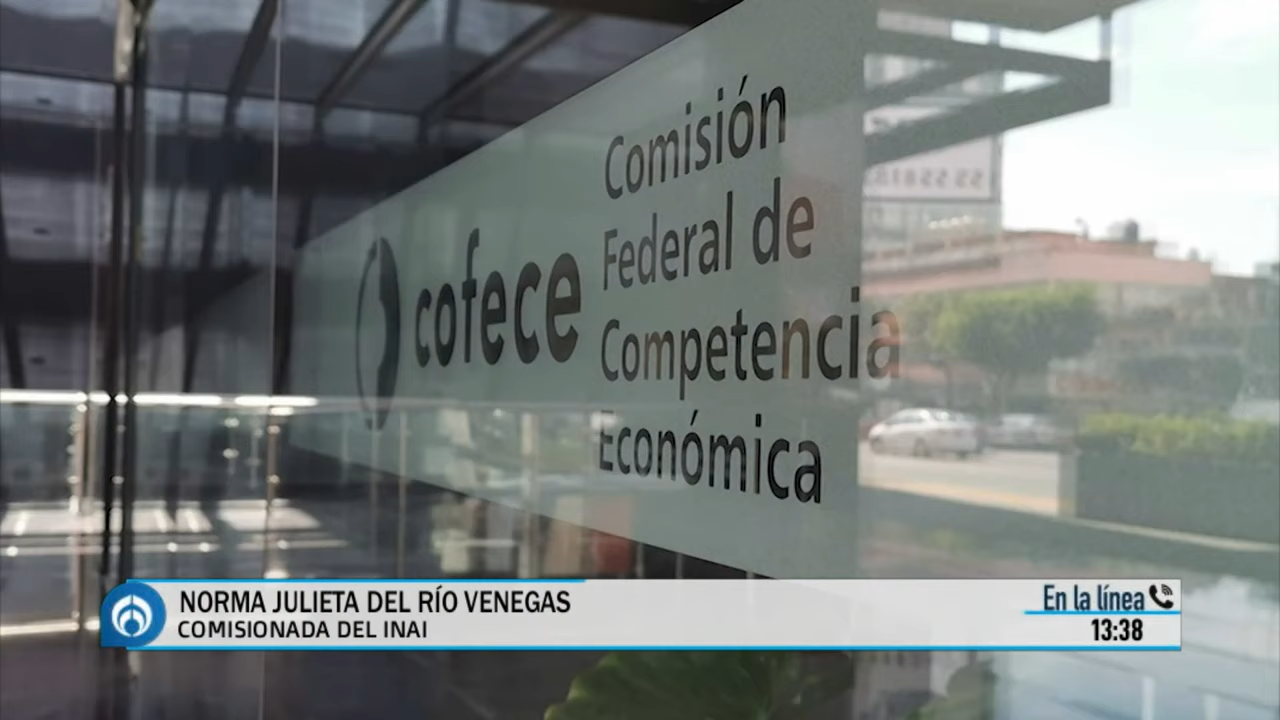 cofece
Comisión
Federal de
Competencia
Económica
NORMA JULIETA DEL RÍO VENEGAS
COMISIONADA DEL INAI
En la línea
13:38